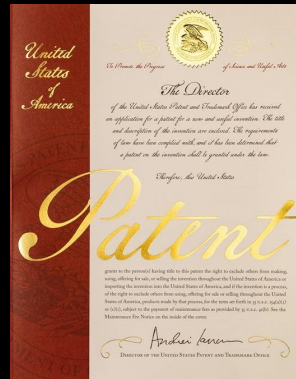 United
States
of
America
To Promote the Progress
of Science and Useful Arts
The Director
of the United States Patent and Trademark Office has received
an application for a patent for a new and useful invention. The title
and description of the invention are enclosed. The requirements
of law have been complied with, and it has been determined that
a patent on the invention shall be granted under the law.
Therefore, this United States
Patent
grants to the person(s) having title to this patent the right to exclude others from making,
using, offering for sale, or selling the invention throughout the United States of America or
importing the invention into the United States of America, and if the invention is a process,
of the right to exclude others from using, offering for sale or selling throughout the United
States of America, products made by that process, for the term set forth in 35 U.S.C. 154(a)(2)
or (c)(1), subject to the payment of maintenance fees as provided by 35 U.S.C. 41(b). See the
Maintenance Fee Notice on the inside of the cover.
Andrei Iancu
Director of the United States Patent and Trademark Office